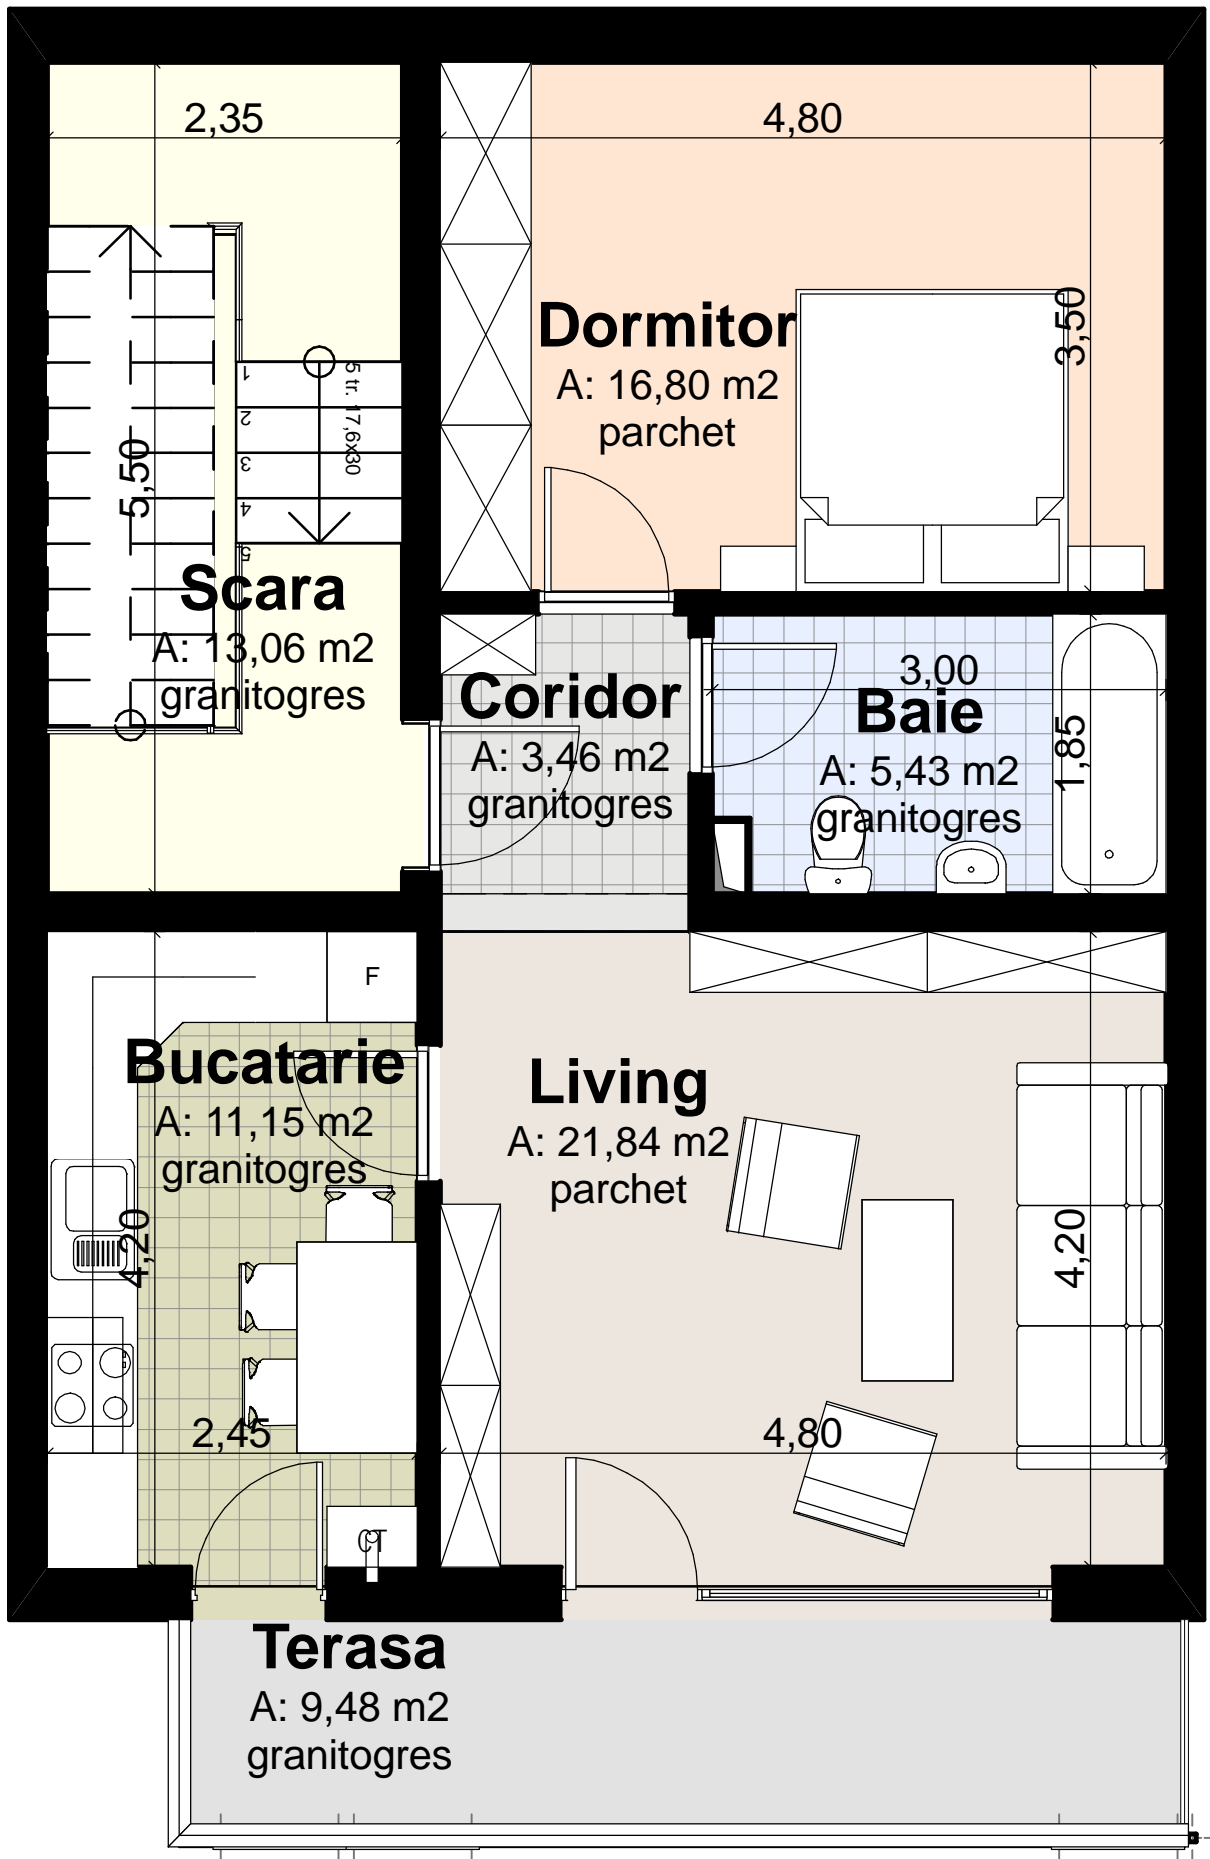 2,35
4,80
Dormitor
A: 16,80 m2
parchet
3,50
5 tr. 17,6x30
1
2
3
4
5
5,50
Scara
A: 13,06 m2
granitogres
Coridor
A: 3,46 m2
granitogres
3,00
Baie
A: 5,43 m2
granitogres
1,85
F
Bucatarie
A: 11,15 m2
granitogres
4,20
2,45
CT
Living
A: 21,84 m2
parchet
4,20
4,80
Terasa
A: 9,48 m2
granitogres